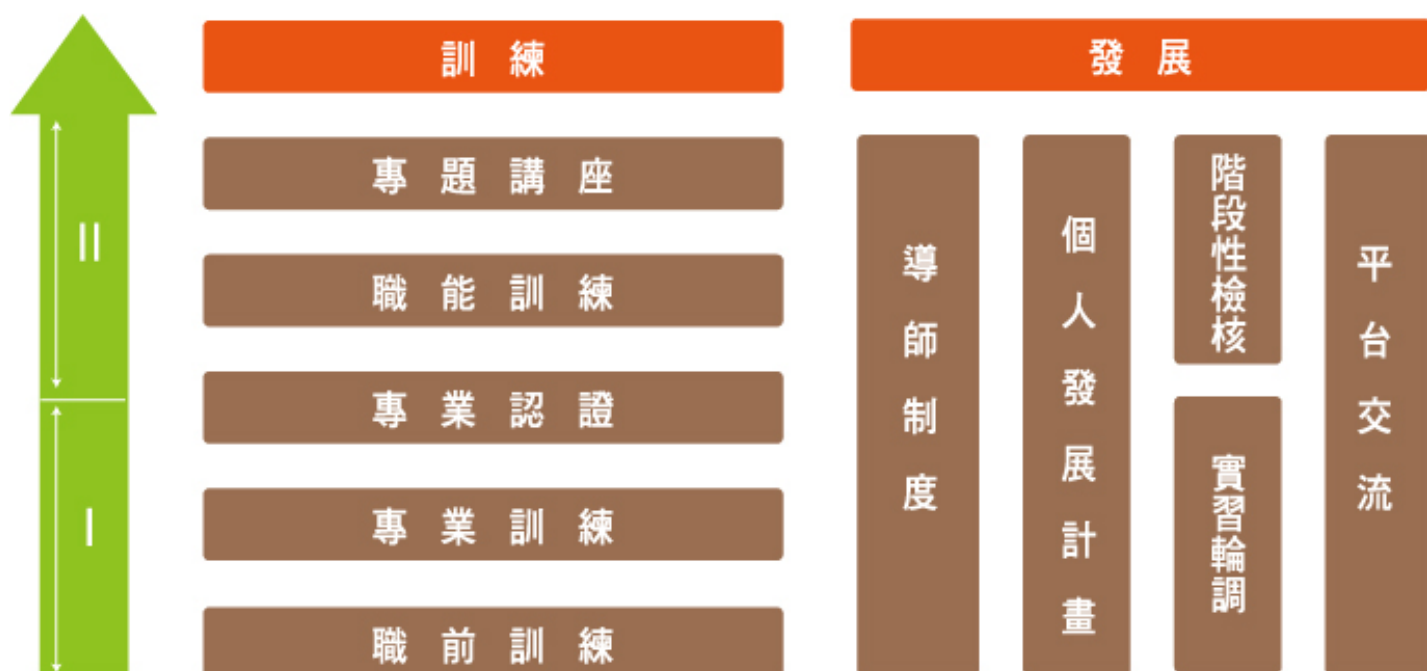 訓練
專題講座
職能訓練
專業認證
專業訓練
職前訓練
發展
導師制度
個人發展計畫
階段性檢核
實習輪調
平台交流
II
I